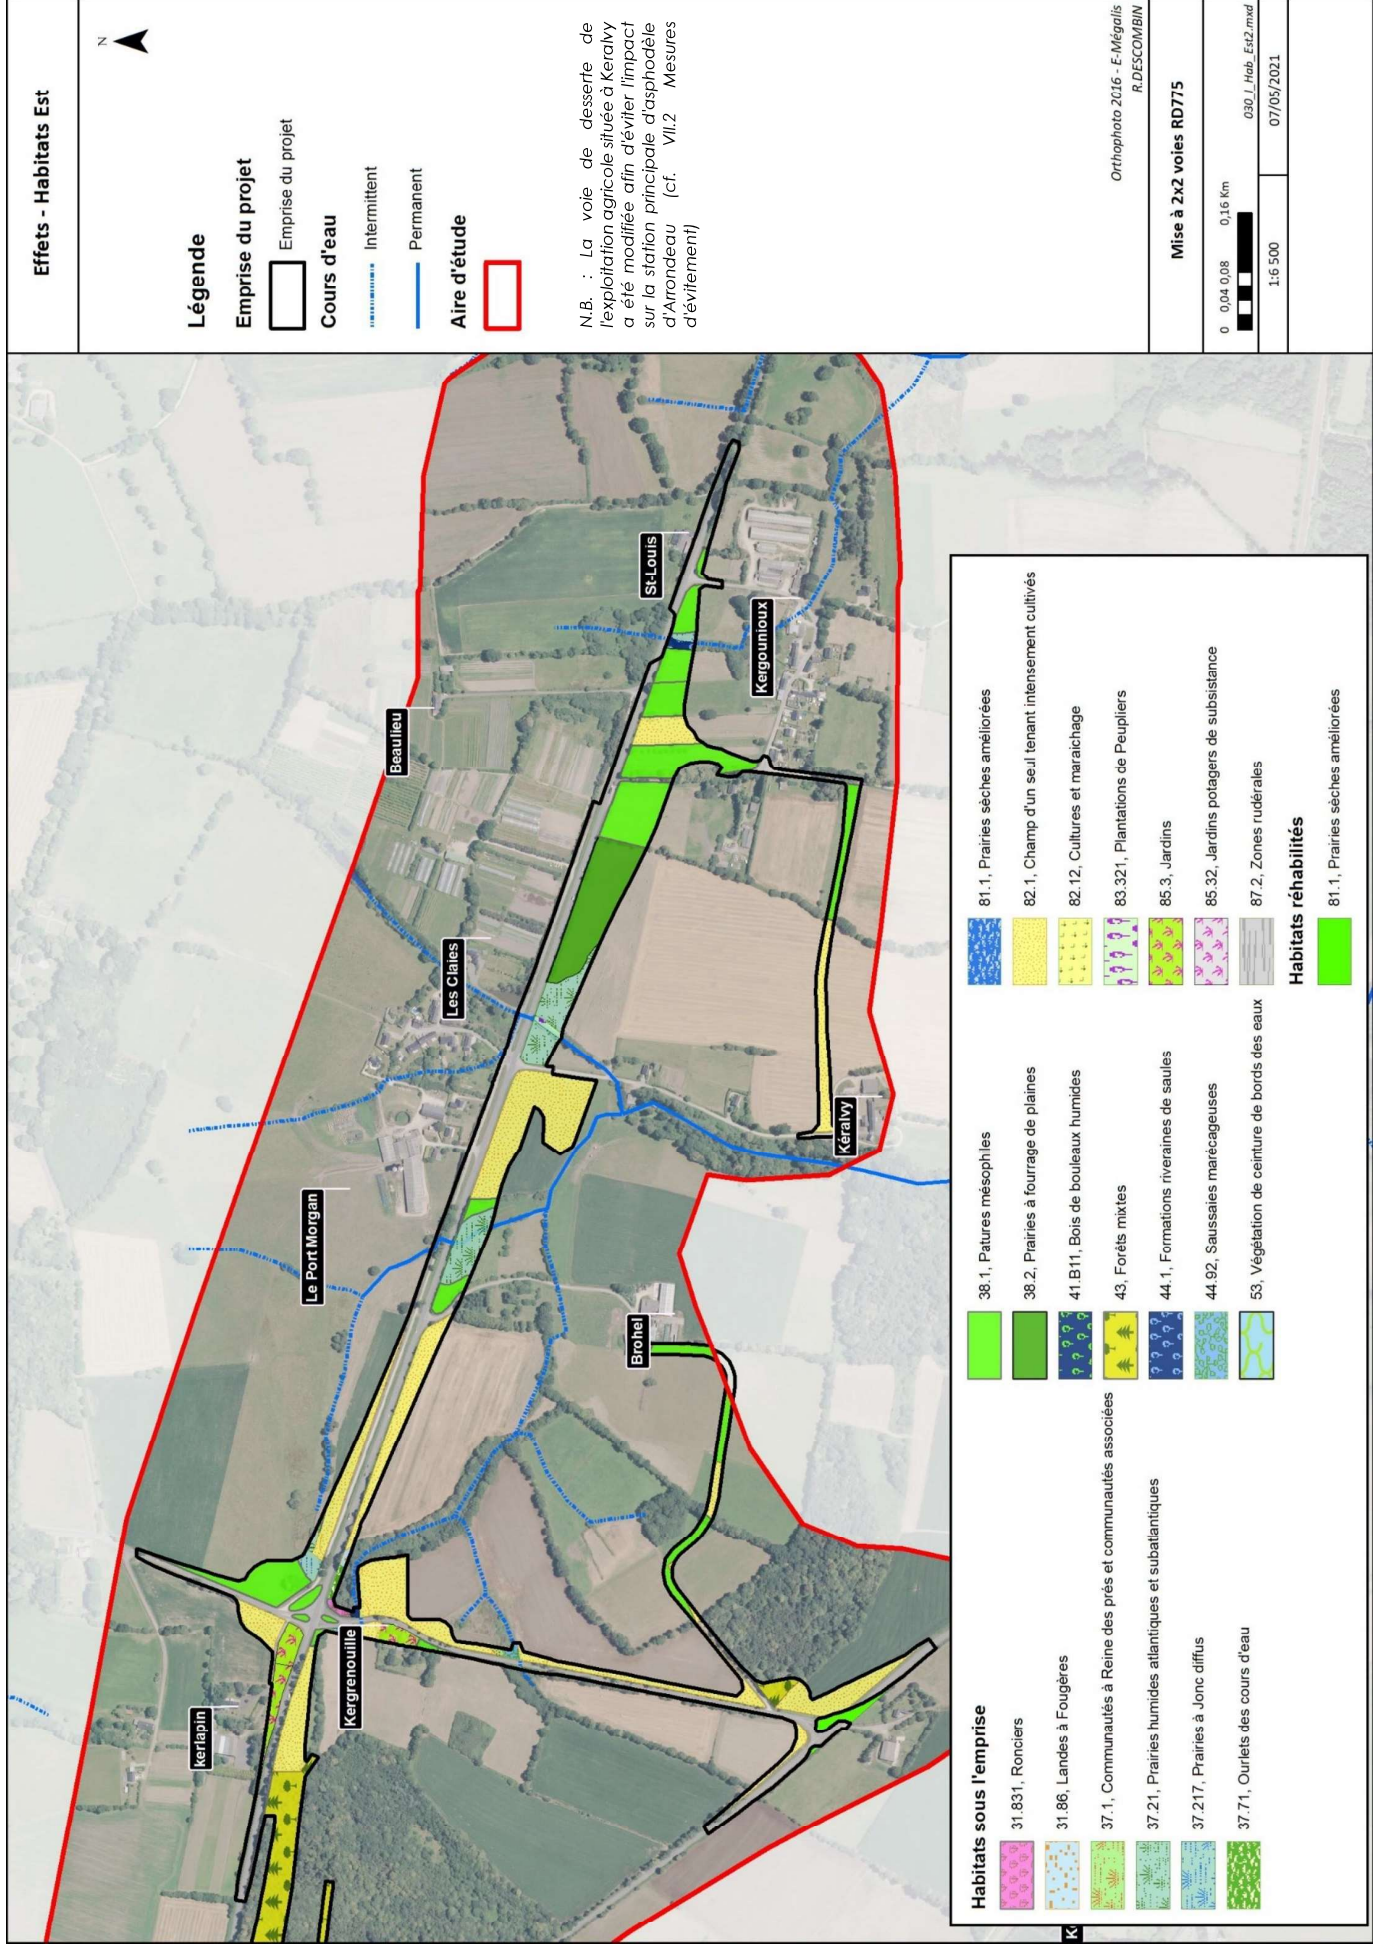 Effets - Habitats Est
N
Légende
Emprise du projet
Emprise du projet
Cours d'eau
Intermittent
Permanent
Aire d'étude
N.B. : La voie de desserte de
l'exploitation agricole située à Keralvy
a été modifiée afin d'éviter l'impact
sur la station principale d'asphodèle
d'Arrondeau (cf. VII.2 Mesures
d'évitement)
Orthophoto 2016 - E-Mégalis
R.DESCOMBIN
Mise à 2x2 voies RD775
0 0,04 0,08 0,16 Km
030_I_Hab_Est2.mxd
1:6 500
07/05/2021
kerlapin
Kergrenouille
Le Port Morgan
Brohel
Les Claies
Kéralvy
Beaulieu
Kergounioux
St-Louis
K
Habitats sous l'emprise
31.831, Ronciers
31.86, Landes à Fougères
37.1, Communautés à Reine des prés et communautés associées
37.21, Prairies humides atlantiques et subatlantiques
37.217, Prairies à Jonc diffus
37.71, Ourlets des cours d'eau
38.1, Patures mésophiles
38.2, Prairies à fourrage de plaines
41.B11, Bois de bouleaux humides
43, Forêts mixtes
44.1, Formations riveraines de saules
44.92, Saussaies marécageuses
53, Végétation de ceinture de bords des eaux
81.1, Prairies sèches améliorées
82.1, Champ d'un seul tenant intensement cultivés
82.12, Cultures et maraichage
83.321, Plantations de Peupliers
85.3, Jardins
85.32, Jardins potagers de subsistance
87.2, Zones rudérales
Habitats réhabilités
81.1, Prairies sèches améliorées